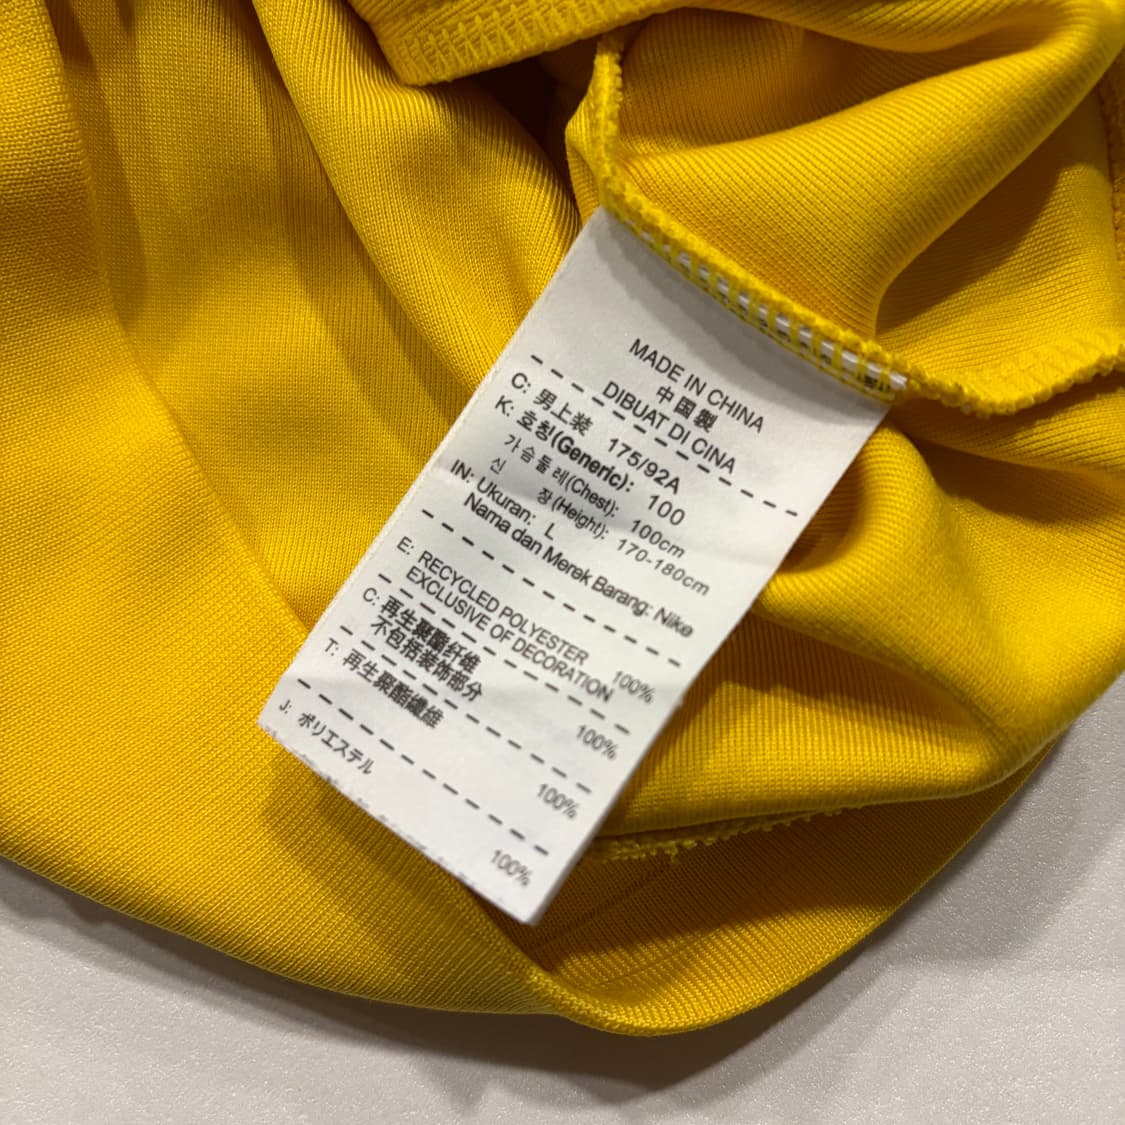 MADE IN CHINA
中国製
DIBUAT DI CINA
C: 男上装 175/92A
K: 호칭(Generic): 100
가슴둘레(Chest): 100cm
신 장(Height): 170-180cm
IN: Ukuran: L
Nama dan Merek Barang: Nike
E: RECYCLED POLYESTER 100%
EXCLUSIVE OF DECORATION
C: 再生聚酯纤维 100%
不包括装饰部分
T: 再生聚酯纖維 100%
J: ポリエステル 100%